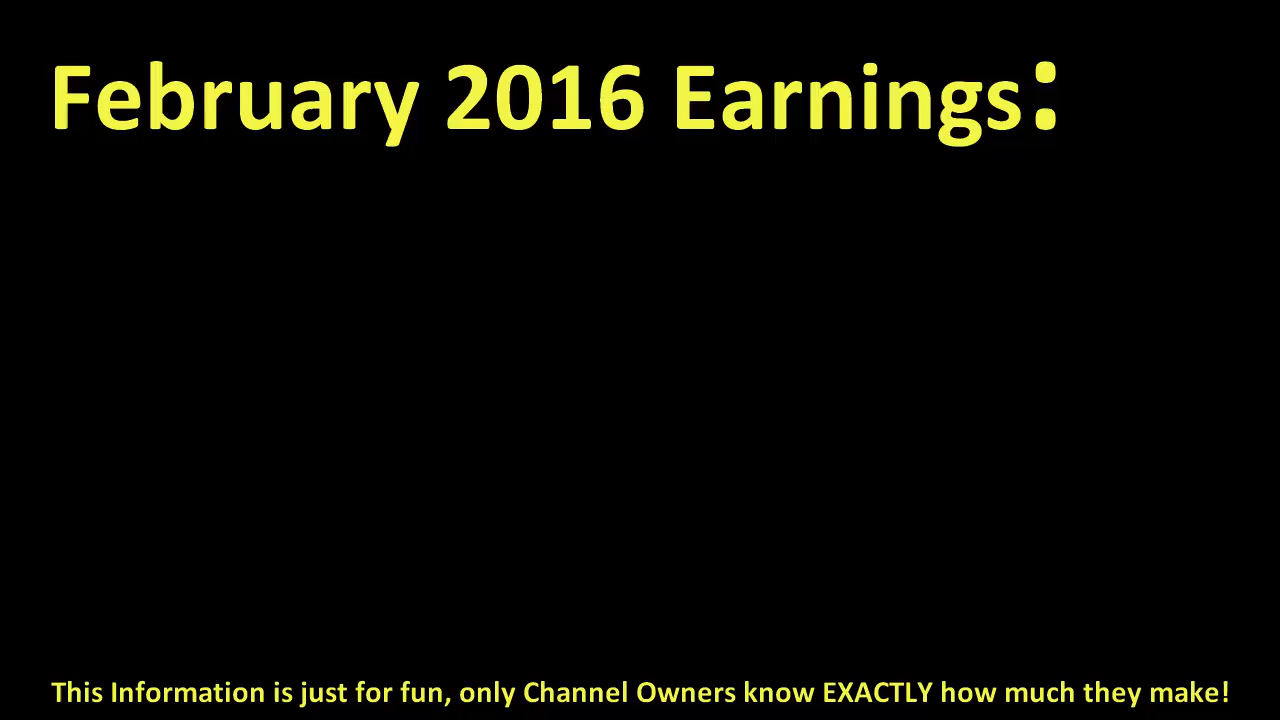 February 2016 Earnings:
This Information is just for fun, only Channel Owners know EXACTLY how much they make!